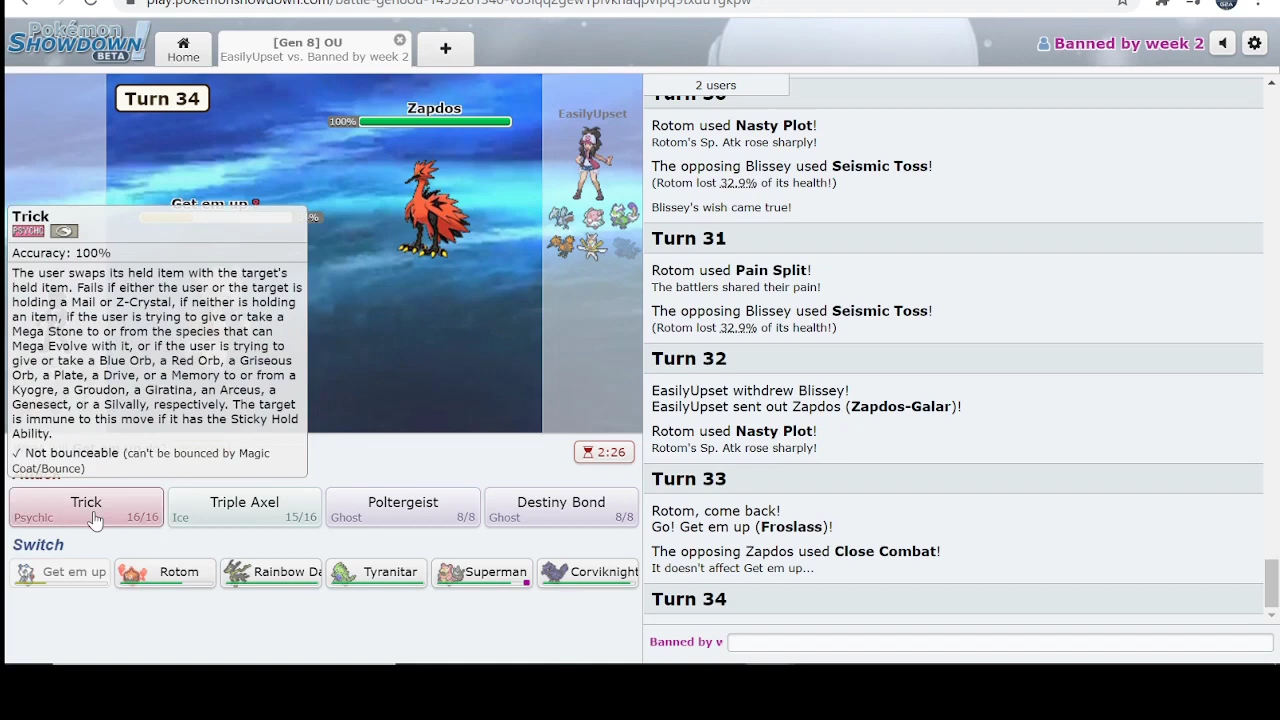 Pokémon
SHOWDOWN!
BETA
Home
[Gen 8] OU
EasilyUpset vs. Banned by week 2
Banned by week 2
Turn 34
Zapdos
100%
EasilyUpset
2 users
Get em up
%
Trick
PSYCHC
Accuracy: 100%
The user swaps its held item with the target's
held item. Fails if either the user or the target is
holding a Mail or Z-Crystal, if neither is holding
an item, if the user is trying to give or take a
Mega Stone to or from the species that can
Mega Evolve with it, or if the user is trying to
give or take a Blue Orb, a Red Orb, a Griseous
Orb, a Plate, a Drive, or a Memory to or from a
Kyogre, a Groudon, a Giratina, an Arceus, a
Genesect, or a Silvally, respectively. The target
is immune to this move if it has the Sticky Hold
Ability.
✓ Not bounceable (can't be bounced by Magic
Coat/Bounce)
2:26
Trick
Psychic 16/16
Triple Axel
Ice 15/16
Poltergeist
Ghost 8/8
Destiny Bond
Ghost 8/8
Switch
Get em up
Rotom
Rainbow Da
Tyranitar
Superman
Corviknight
Rotom used Nasty Plot!
Rotom's Sp. Atk rose sharply!
The opposing Blissey used Seismic Toss!
(Rotom lost 32.9% of its health!)
Blissey's wish came true!
Turn 31
Rotom used Pain Split!
The battlers shared their pain!
The opposing Blissey used Seismic Toss!
(Rotom lost 32.9% of its health!)
Turn 32
EasilyUpset withdrew Blissey!
EasilyUpset sent out Zapdos (Zapdos-Galar)!
Rotom used Nasty Plot!
Rotom's Sp. Atk rose sharply!
Turn 33
Rotom, come back!
Go! Get em up (Froslass)!
The opposing Zapdos used Close Combat!
It doesn't affect Get em up...
Turn 34
Banned by v